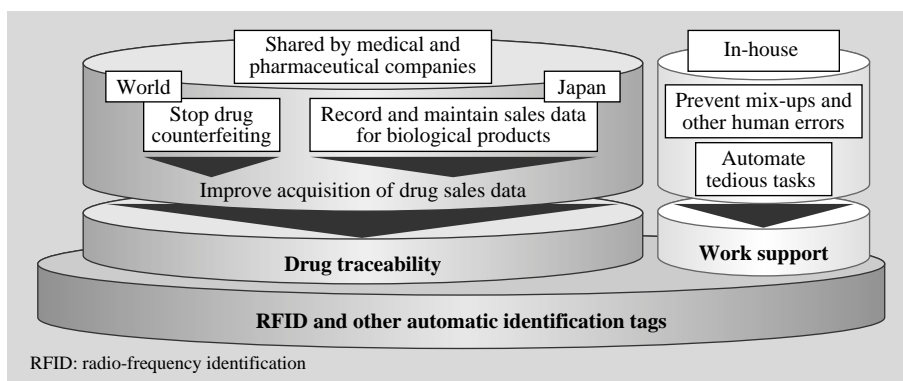 Shared by medical and
pharmaceutical companies
World
Stop drug
counterfeiting
Japan
Record and maintain sales data
for biological products
Improve acquisition of drug sales data
Drug traceability
In-house
Prevent mix-ups and
other human errors
Automate
tedious tasks
Work support
RFID and other automatic identification tags
RFID: radio-frequency identification